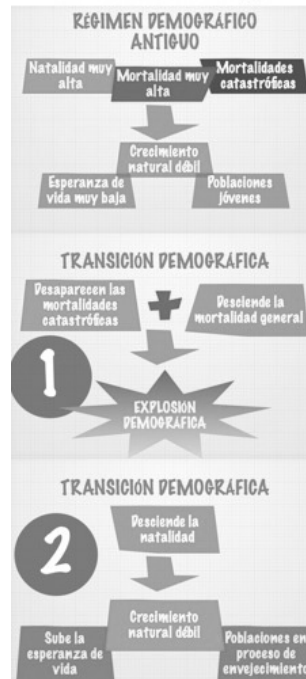 RÉGIMEN DEMOGRÁFICO
ANTIGUO
Natalidad muy
alta
Mortalidad muy
alta
Mortalidades
catastróficas
Crecimiento
natural débil
Esperanza de
vida muy baja
Poblaciones
jóvenes
TRANSICIÓN DEMOGRÁFICA
Desaparecen las
mortalidades
catastróficas
Desciende la
mortalidad general
1
EXPLOSIÓN
DEMOGRÁFICA
TRANSICIÓN DEMOGRÁFICA
2
Desciende la
natalidad
Crecimiento
natural débil
Sube la
esperanza de
vida
Poblaciones en
proceso de
envejecimiento